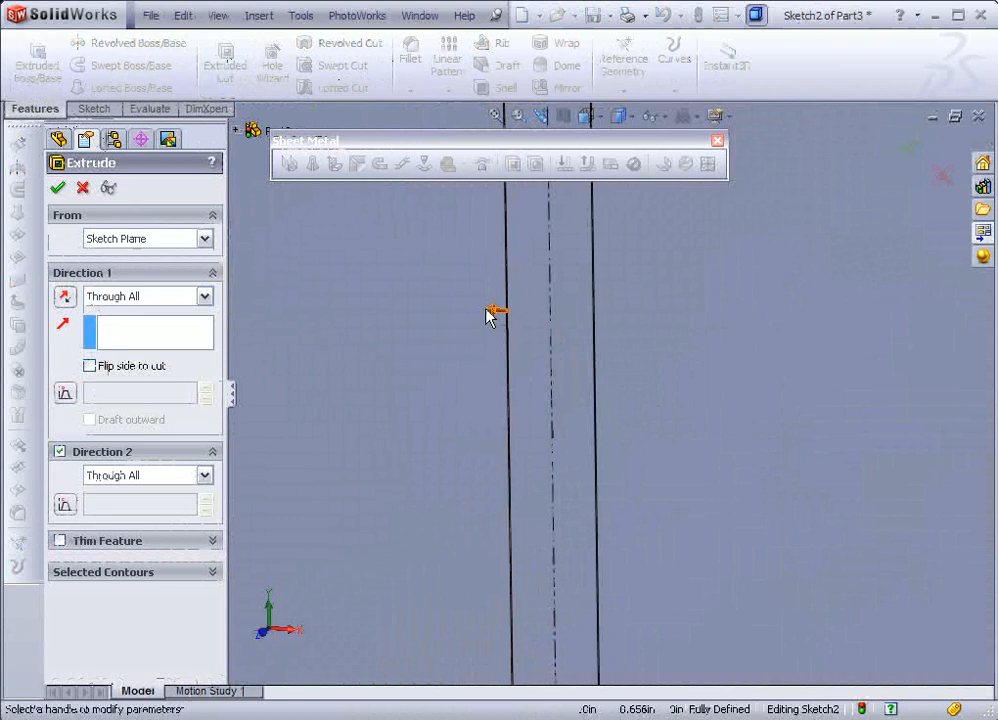 SolidWorks File Edit View Insert Tools PhotoWorks Window Help Sketch2 of Part3 *
Revolved Boss/Base Revolved Cut Rib Wrap
Extruded Boss/Base Swept Boss/Base Extruded Cut Hole Wizard Swept Cut Fillet Linear Pattern Draft Dome Reference Geometry Curves Instant3D
Lofted Boss/Base Lofted Cut Shell Mirror
Features Sketch Evaluate DimXpert
Sheet Metal
Extrude ?
From
Sketch Plane
Direction 1
Through All
Flip side to cut
Draft outward
Direction 2
Through All
Thin Feature
Selected Contours
Y
X
Z
Model Motion Study 1
Select a handle to modify parameters
.0in 0.656in 0in Fully Defined Editing Sketch2